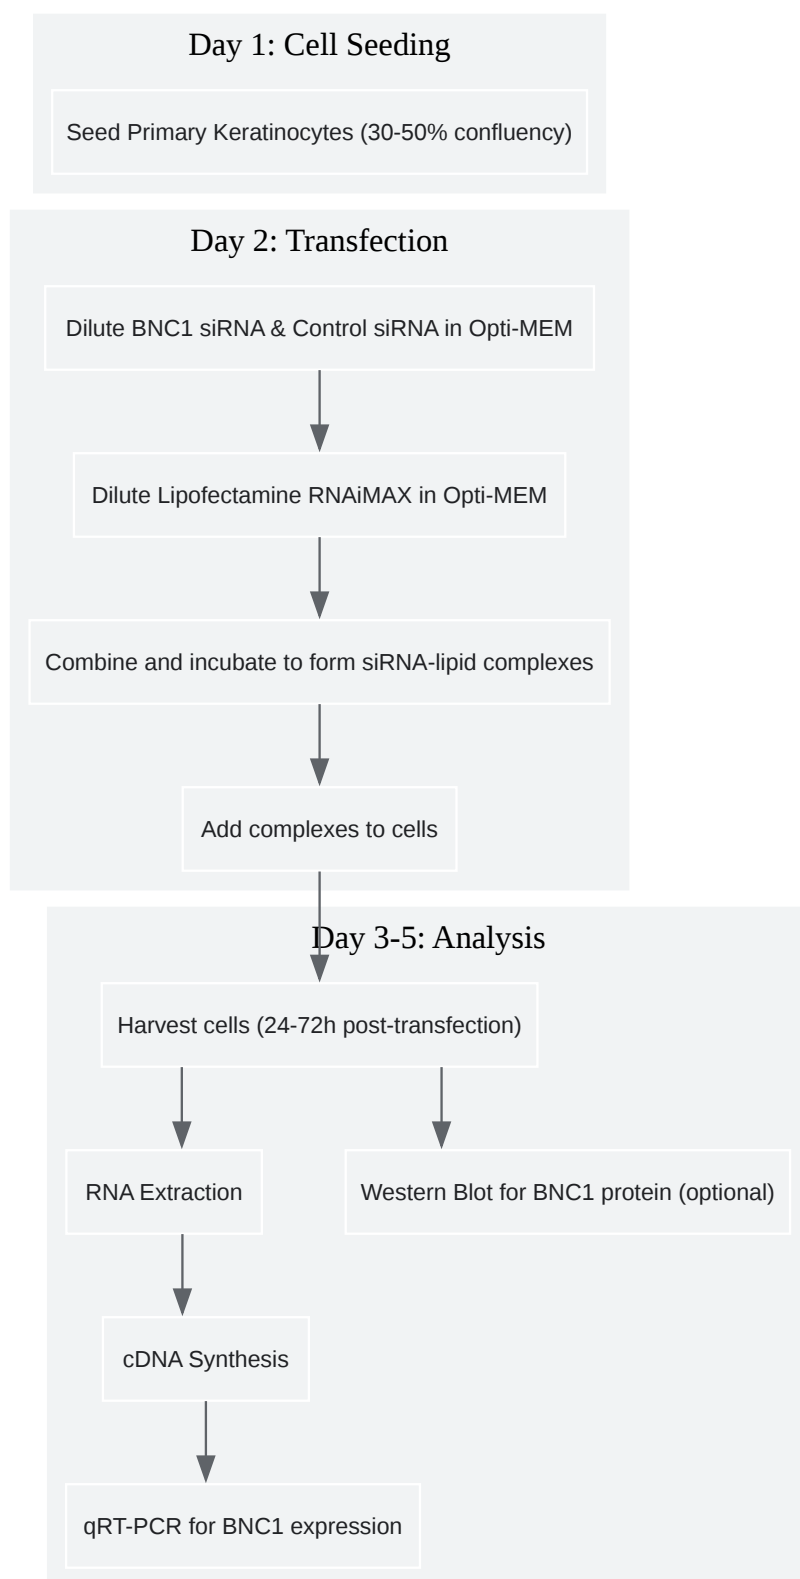 Day 1: Cell Seeding
Seed Primary Keratinocytes (30-50% confluency)
Day 2: Transfection
Dilute BNC1 siRNA & Control siRNA in Opti-MEM
Dilute Lipofectamine RNAiMAX in Opti-MEM
Combine and incubate to form siRNA-lipid complexes
Add complexes to cells
Day 3-5: Analysis
Harvest cells (24-72h post-transfection)
RNA Extraction
Western Blot for BNC1 protein (optional)
cDNA Synthesis
qRT-PCR for BNC1 expression